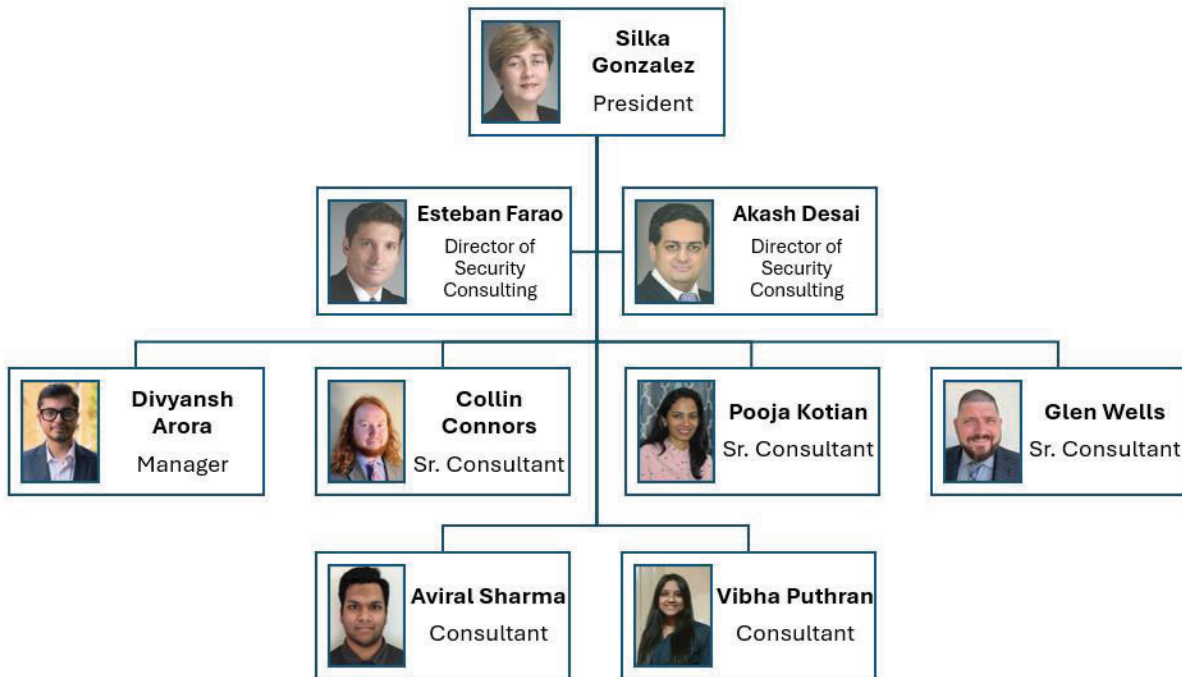 Silka
Gonzalez
President
Esteban Farao
Director of
Security
Consulting
Akash Desai
Director of
Security
Consulting
Divyansh
Arora
Manager
Collin
Connors
Sr. Consultant
Pooja Kotian
Sr. Consultant
Glen Wells
Sr. Consultant
Aviral Sharma
Consultant
Vibha Puthran
Consultant